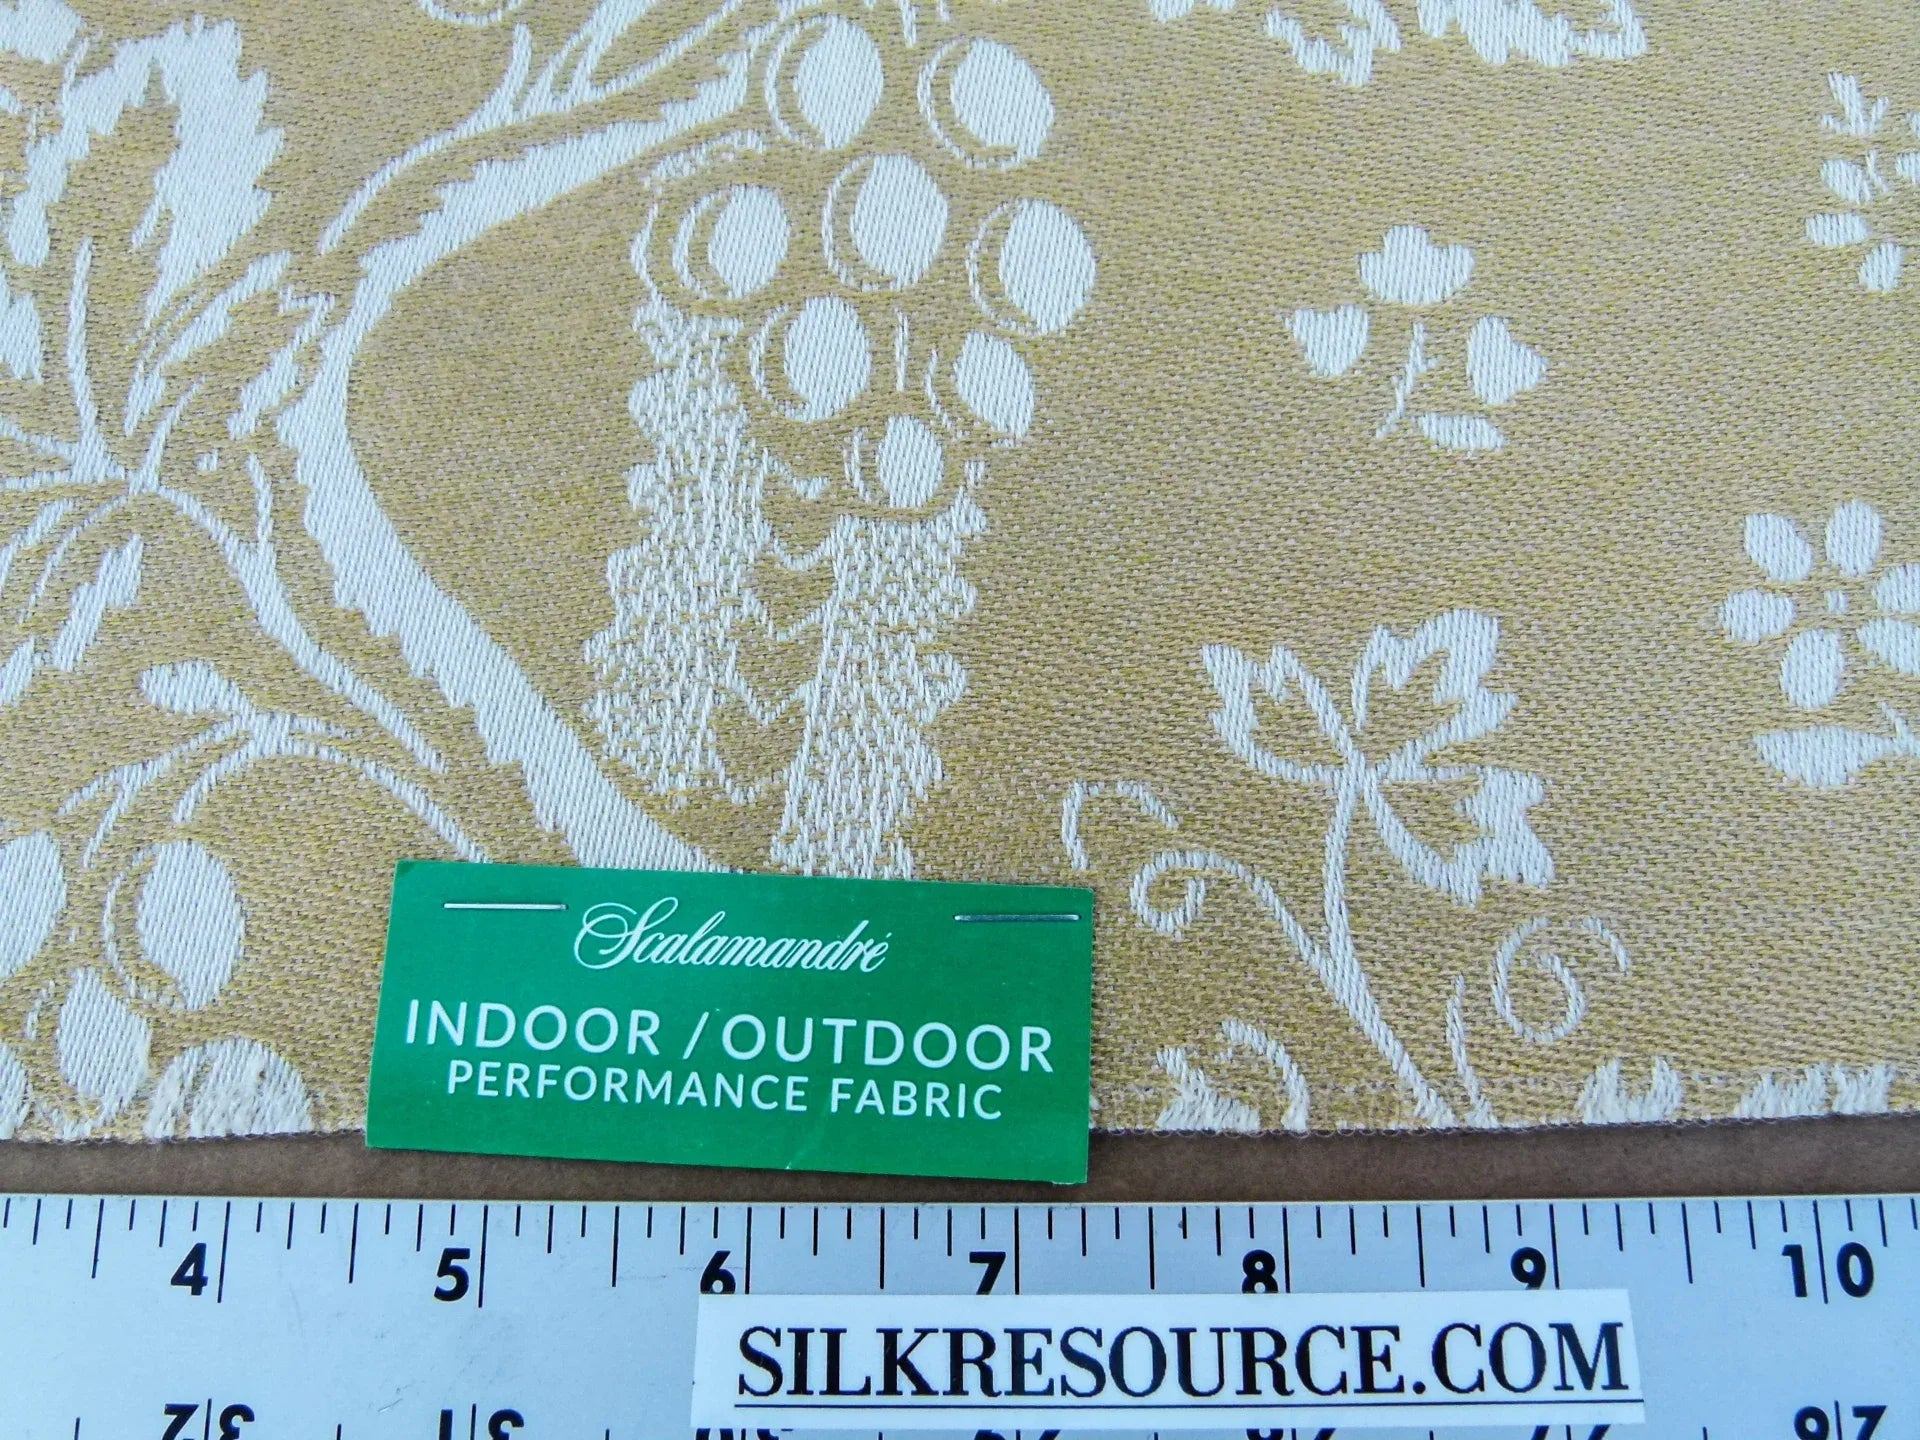 Scalamandré
INDOOR / OUTDOOR
PERFORMANCE FABRIC
4 5 6 7 8 9 10
SILKRESOURCE.COM